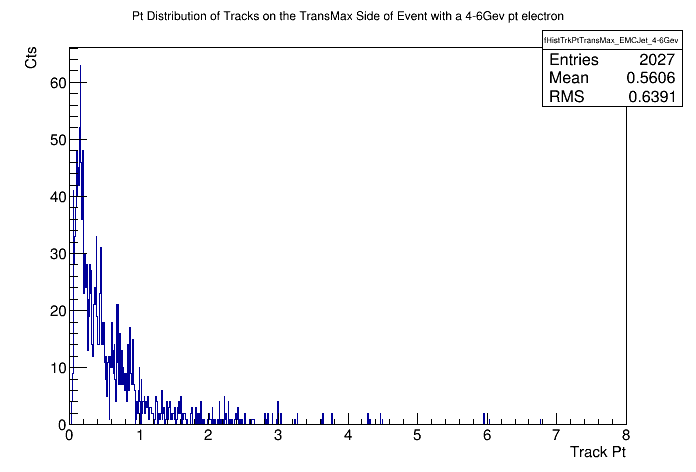 Pt Distribution of Tracks on the TransMax Side of Event with a 4-6Gev pt electron
fHistTrkPtTransMax_EMCJet_4-6Gev
Entries 2027
Mean 0.5606
RMS 0.6391
Cts
60
50
40
30
20
10
0
0 1 2 3 4 5 6 7 8
Track Pt